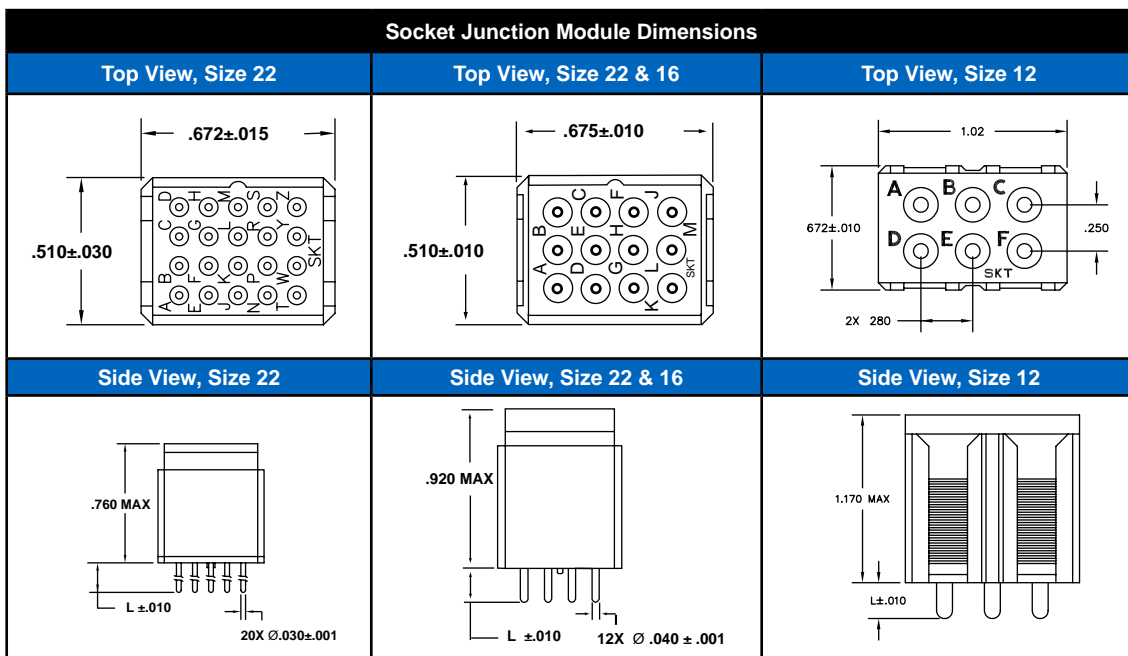 Socket Junction Module Dimensions
Top View, Size 22
Top View, Size 22 & 16
Top View, Size 12
.672±.015
.510±.030
D H M S Z
C G L R Y
B F K P W
A E J N T
SKT
.675±.010
.510±.010
B C F J
A E H M
D G L
K
SKT
1.02
672±.010
A B C
D E F
SKT
.250
2X 280
Side View, Size 22
Side View, Size 22 & 16
Side View, Size 12
.760 MAX
L ±.010
20X Ø.030±.001
.920 MAX
L ±.010
12X Ø .040 ± .001
1.170 MAX
L±.010